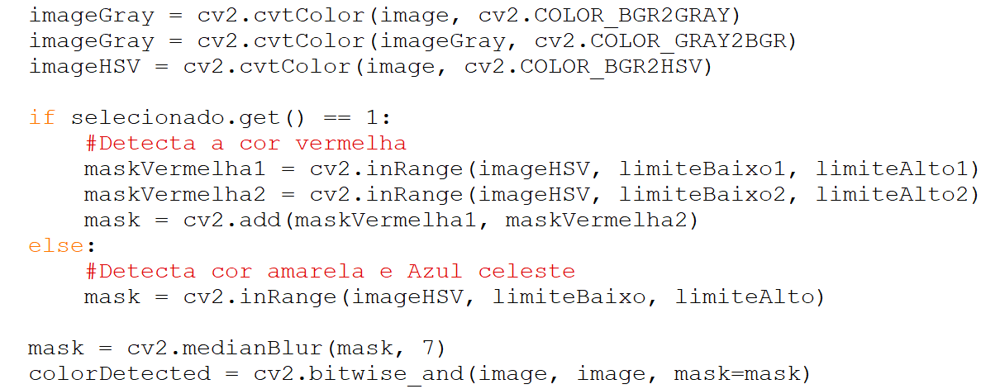 imageGray = cv2.cvtColor(image, cv2.COLOR_BGR2GRAY)
imageGray = cv2.cvtColor(imageGray, cv2.COLOR_GRAY2BGR)
imageHSV = cv2.cvtColor(image, cv2.COLOR_BGR2HSV)
if selecionado.get() == 1:
#Detecta a cor vermelha
maskVermelha1 = cv2.inRange(imageHSV, limiteBaixo1, limiteAlto1)
maskVermelha2 = cv2.inRange(imageHSV, limiteBaixo2, limiteAlto2)
mask = cv2.add(maskVermelha1, maskVermelha2)
else:
#Detecta cor amarela e Azul celeste
mask = cv2.inRange(imageHSV, limiteBaixo, limiteAlto)
mask = cv2.medianBlur(mask, 7)
colorDetected = cv2.bitwise_and(image, image, mask=mask)